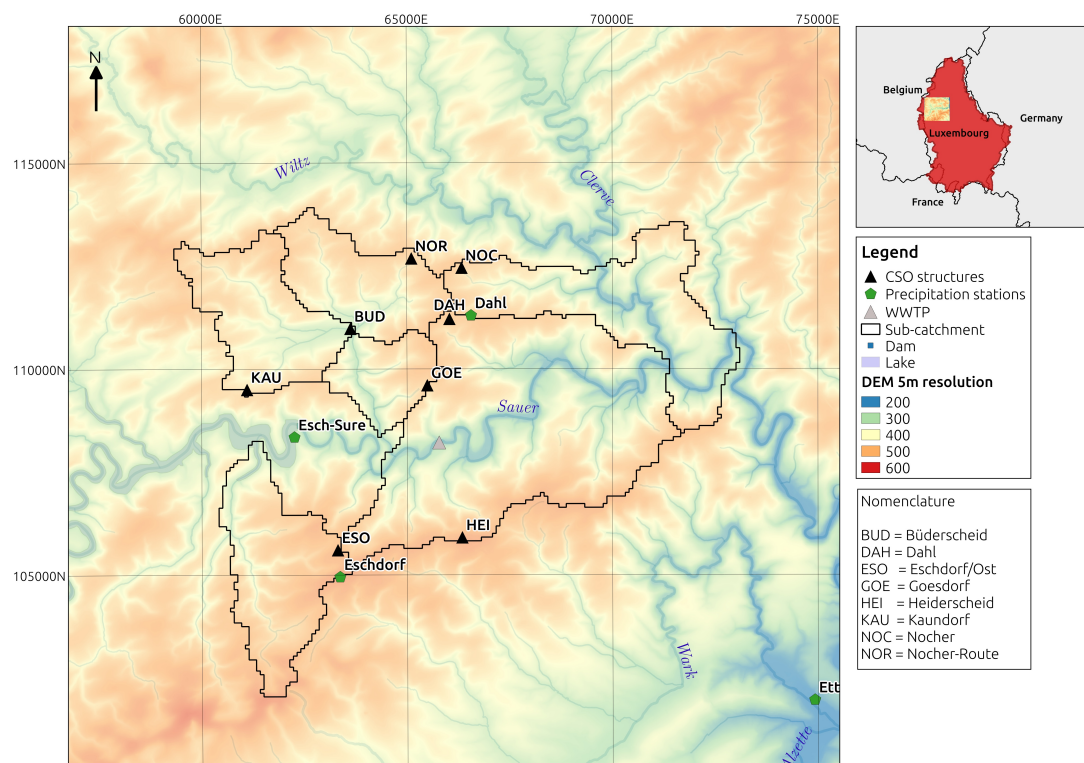 60000E 65000E 70000E 75000E
N
115000N
110000N
105000N
Wiltz
Clerve
NOR
NOC
DAH
Dahl
BUD
GOE
KAU
Sauer
Esch-Sure
HEI
ESO
Eschdorf
Wark
Ett
Alzette
Belgium
Germany
Luxembourg
France
Legend
CSO structures
Precipitation stations
WWTP
Sub-catchment
Dam
Lake
DEM 5m resolution
200
300
400
500
600
Nomenclature
BUD = Büderscheid
DAH = Dahl
ESO = Eschdorf/Ost
GOE = Goesdorf
HEI = Heiderscheid
KAU = Kaundorf
NOC = Nocher
NOR = Nocher-Route